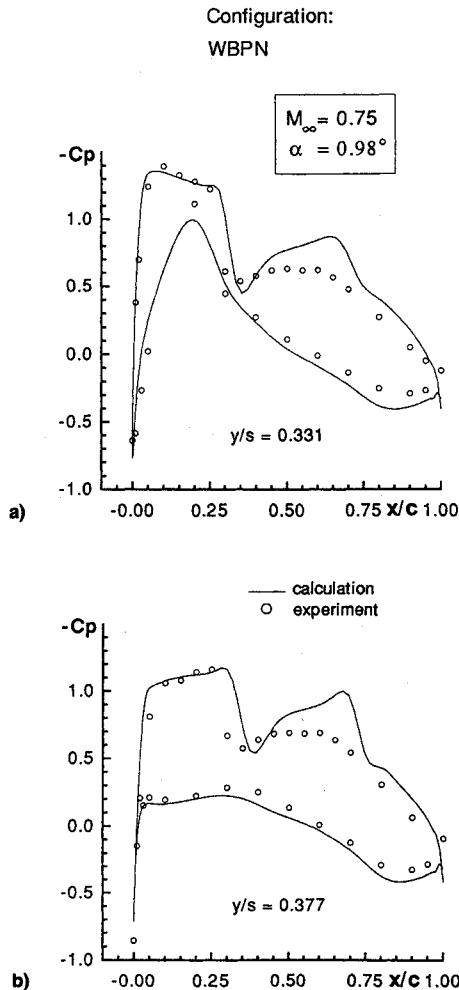 Configuration:
WBPN
M∞ = 0.75
α = 0.98°
-Cp
1.0
0.5
0.0
-0.5
-1.0
y/s = 0.331
a)
-0.00 0.25 0.50 0.75 x/c 1.00
calculation
experiment
-Cp
1.0
0.5
0.0
-0.5
-1.0
y/s = 0.377
b)
-0.00 0.25 0.50 0.75 x/c 1.00